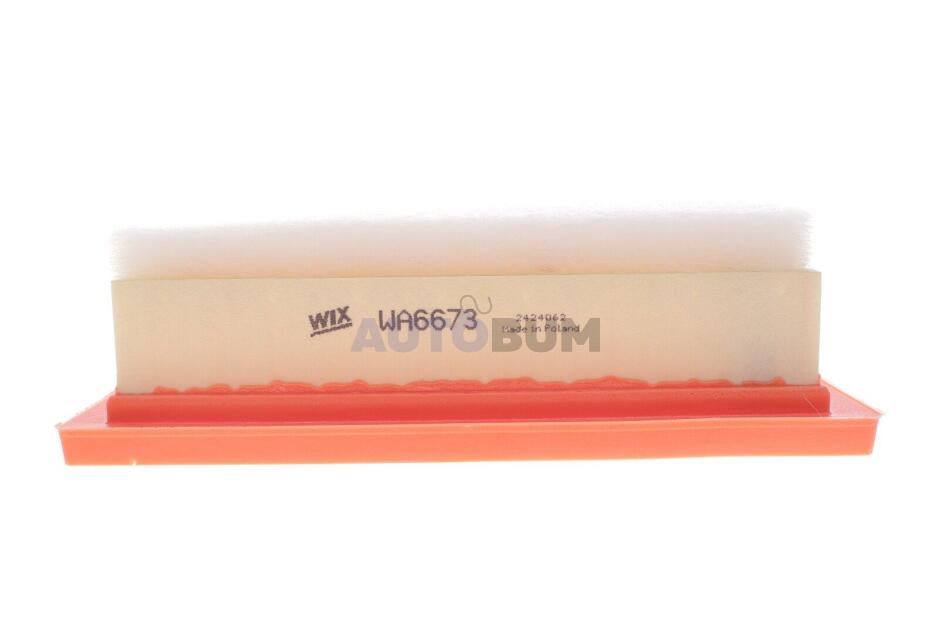 WIX WA6673 2424062
Made in Poland
AUTOBUM